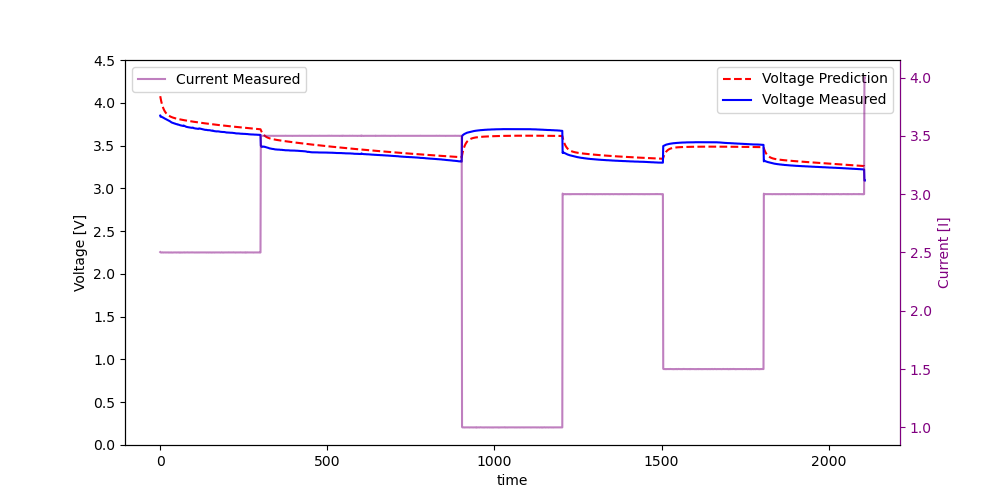 Current Measured
Voltage Prediction
Voltage Measured
4.5
4.0
3.5
3.0
2.5
2.0
1.5
1.0
0.5
0.0
Voltage [V]
4.0
3.5
3.0
2.5
2.0
1.5
1.0
Current [I]
0 500 1000 1500 2000
time